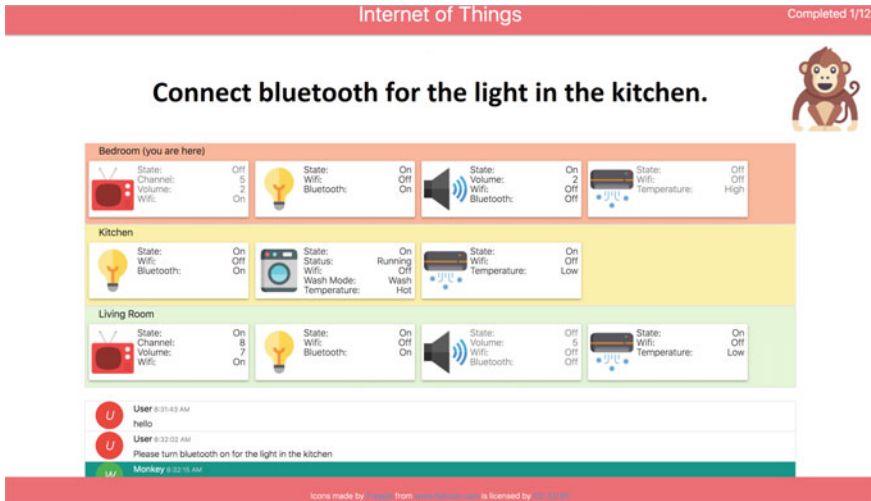 Internet of Things
Completed 1/12
Connect bluetooth for the light in the kitchen.
Bedroom (you are here)
State: Off
Channel: 5
Volume: 2
Wifi: On
State: On
Wifi: Off
Bluetooth: On
State: On
Volume: 2
Wifi: Off
Bluetooth: Off
State: Off
Wifi: Off
Temperature: High
Kitchen
State: On
Wifi: Off
Bluetooth: On
State: On
Status: Running
Wifi: Off
Wash Mode: Wash
Temperature: Hot
State: On
Wifi: Off
Temperature: Low
Living Room
State: On
Channel: 8
Volume: 7
Wifi: On
State: On
Wifi: Off
Bluetooth: On
State: Off
Volume: 5
Wifi: Off
Bluetooth: Off
State: On
Wifi: Off
Temperature: Low
U
User 8:31:43 AM
hello
U
User 8:32:02 AM
Please turn bluetooth on for the light in the kitchen
Monkey 8:32:15 AM
Icons made by from is licensed by